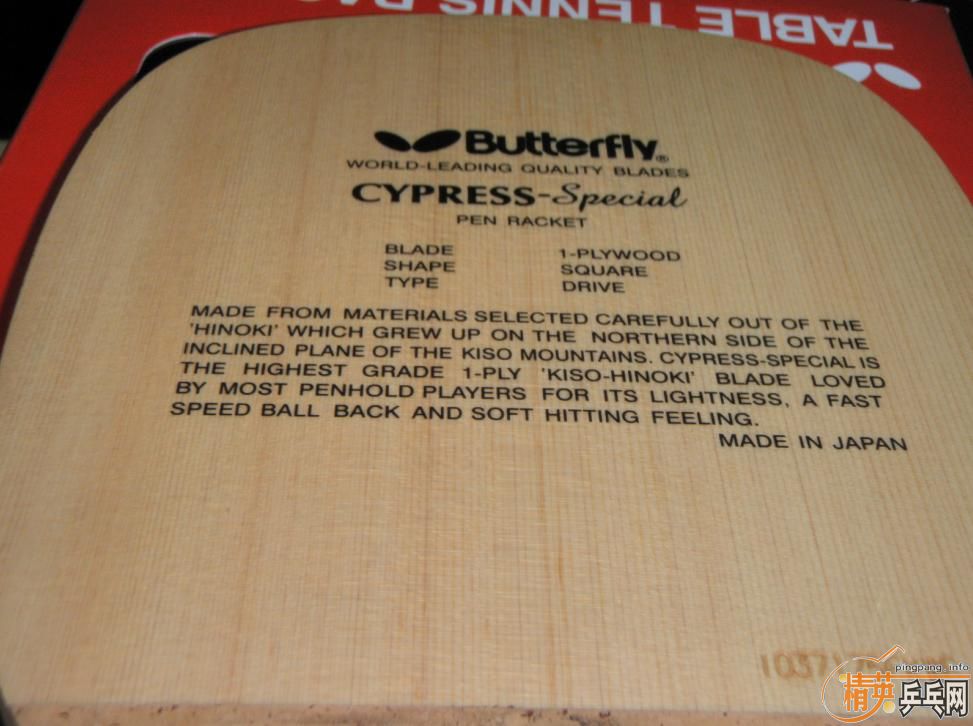 TABLE TENNIS
Butterfly®
WORLD-LEADING QUALITY BLADES
CYPRESS-Special
PEN RACKET
BLADE 1-PLYWOOD
SHAPE SQUARE
TYPE DRIVE
MADE FROM MATERIALS SELECTED CAREFULLY OUT OF THE
'HINOKI' WHICH GREW UP ON THE NORTHERN SIDE OF THE
INCLINED PLANE OF THE KISO MOUNTAINS. CYPRESS-SPECIAL IS
THE HIGHEST GRADE 1-PLY 'KISO-HINOKI' BLADE LOVED
BY MOST PENHOLD PLAYERS FOR ITS LIGHTNESS, A FAST
SPEED BALL BACK AND SOFT HITTING FEELING.
MADE IN JAPAN
pingpang.info
精英乒乓网